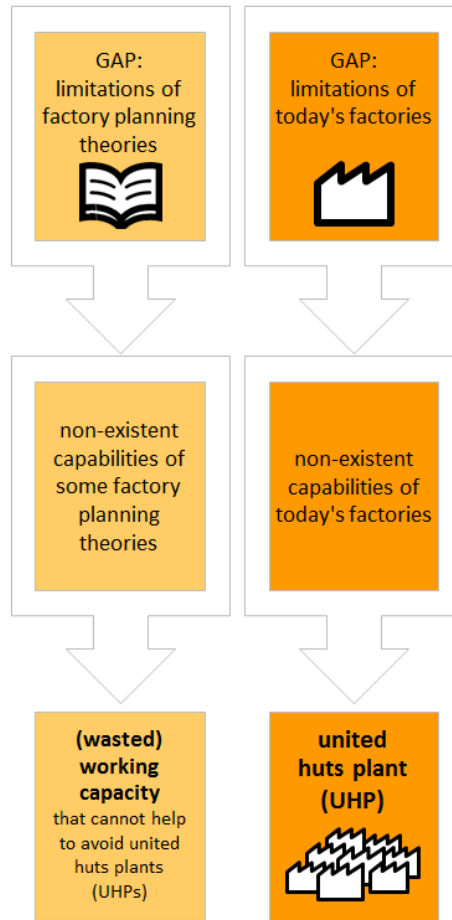 GAP:
limitations of
factory planning
theories
GAP:
limitations of
today's factories
non-existent
capabilities of
some factory
planning
theories
non-existent
capabilities of
today's factories
(wasted)
working
capacity
that cannot help
to avoid united
huts plants
(UHPs)
united
huts plant
(UHP)